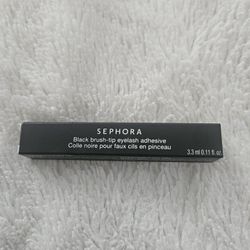 SEPHORA
Black brush-tip eyelash adhesive
Colle noire pour faux cils en pinceau
3.3 ml 0.11 fl. oz.